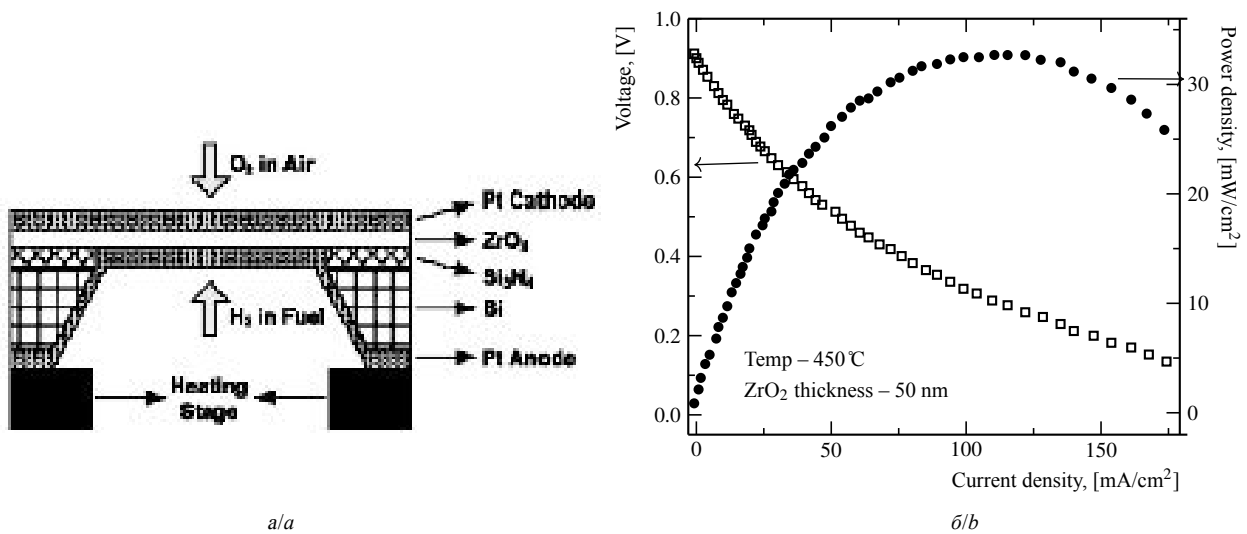 O₂ in Air
Pt Cathode
ZrO₂
Si₃N₄
Si
H₂ in Fuel
Pt Anode
Heating
Stage
a/a
Voltage, [V]
1.0
0.8
0.6
0.4
0.2
0.0
Temp – 450 °C
ZrO₂ thickness – 50 nm
0 50 100 150
Current density, [mA/cm²]
30
20
10
0
Power density, [mW/cm²]
б/b